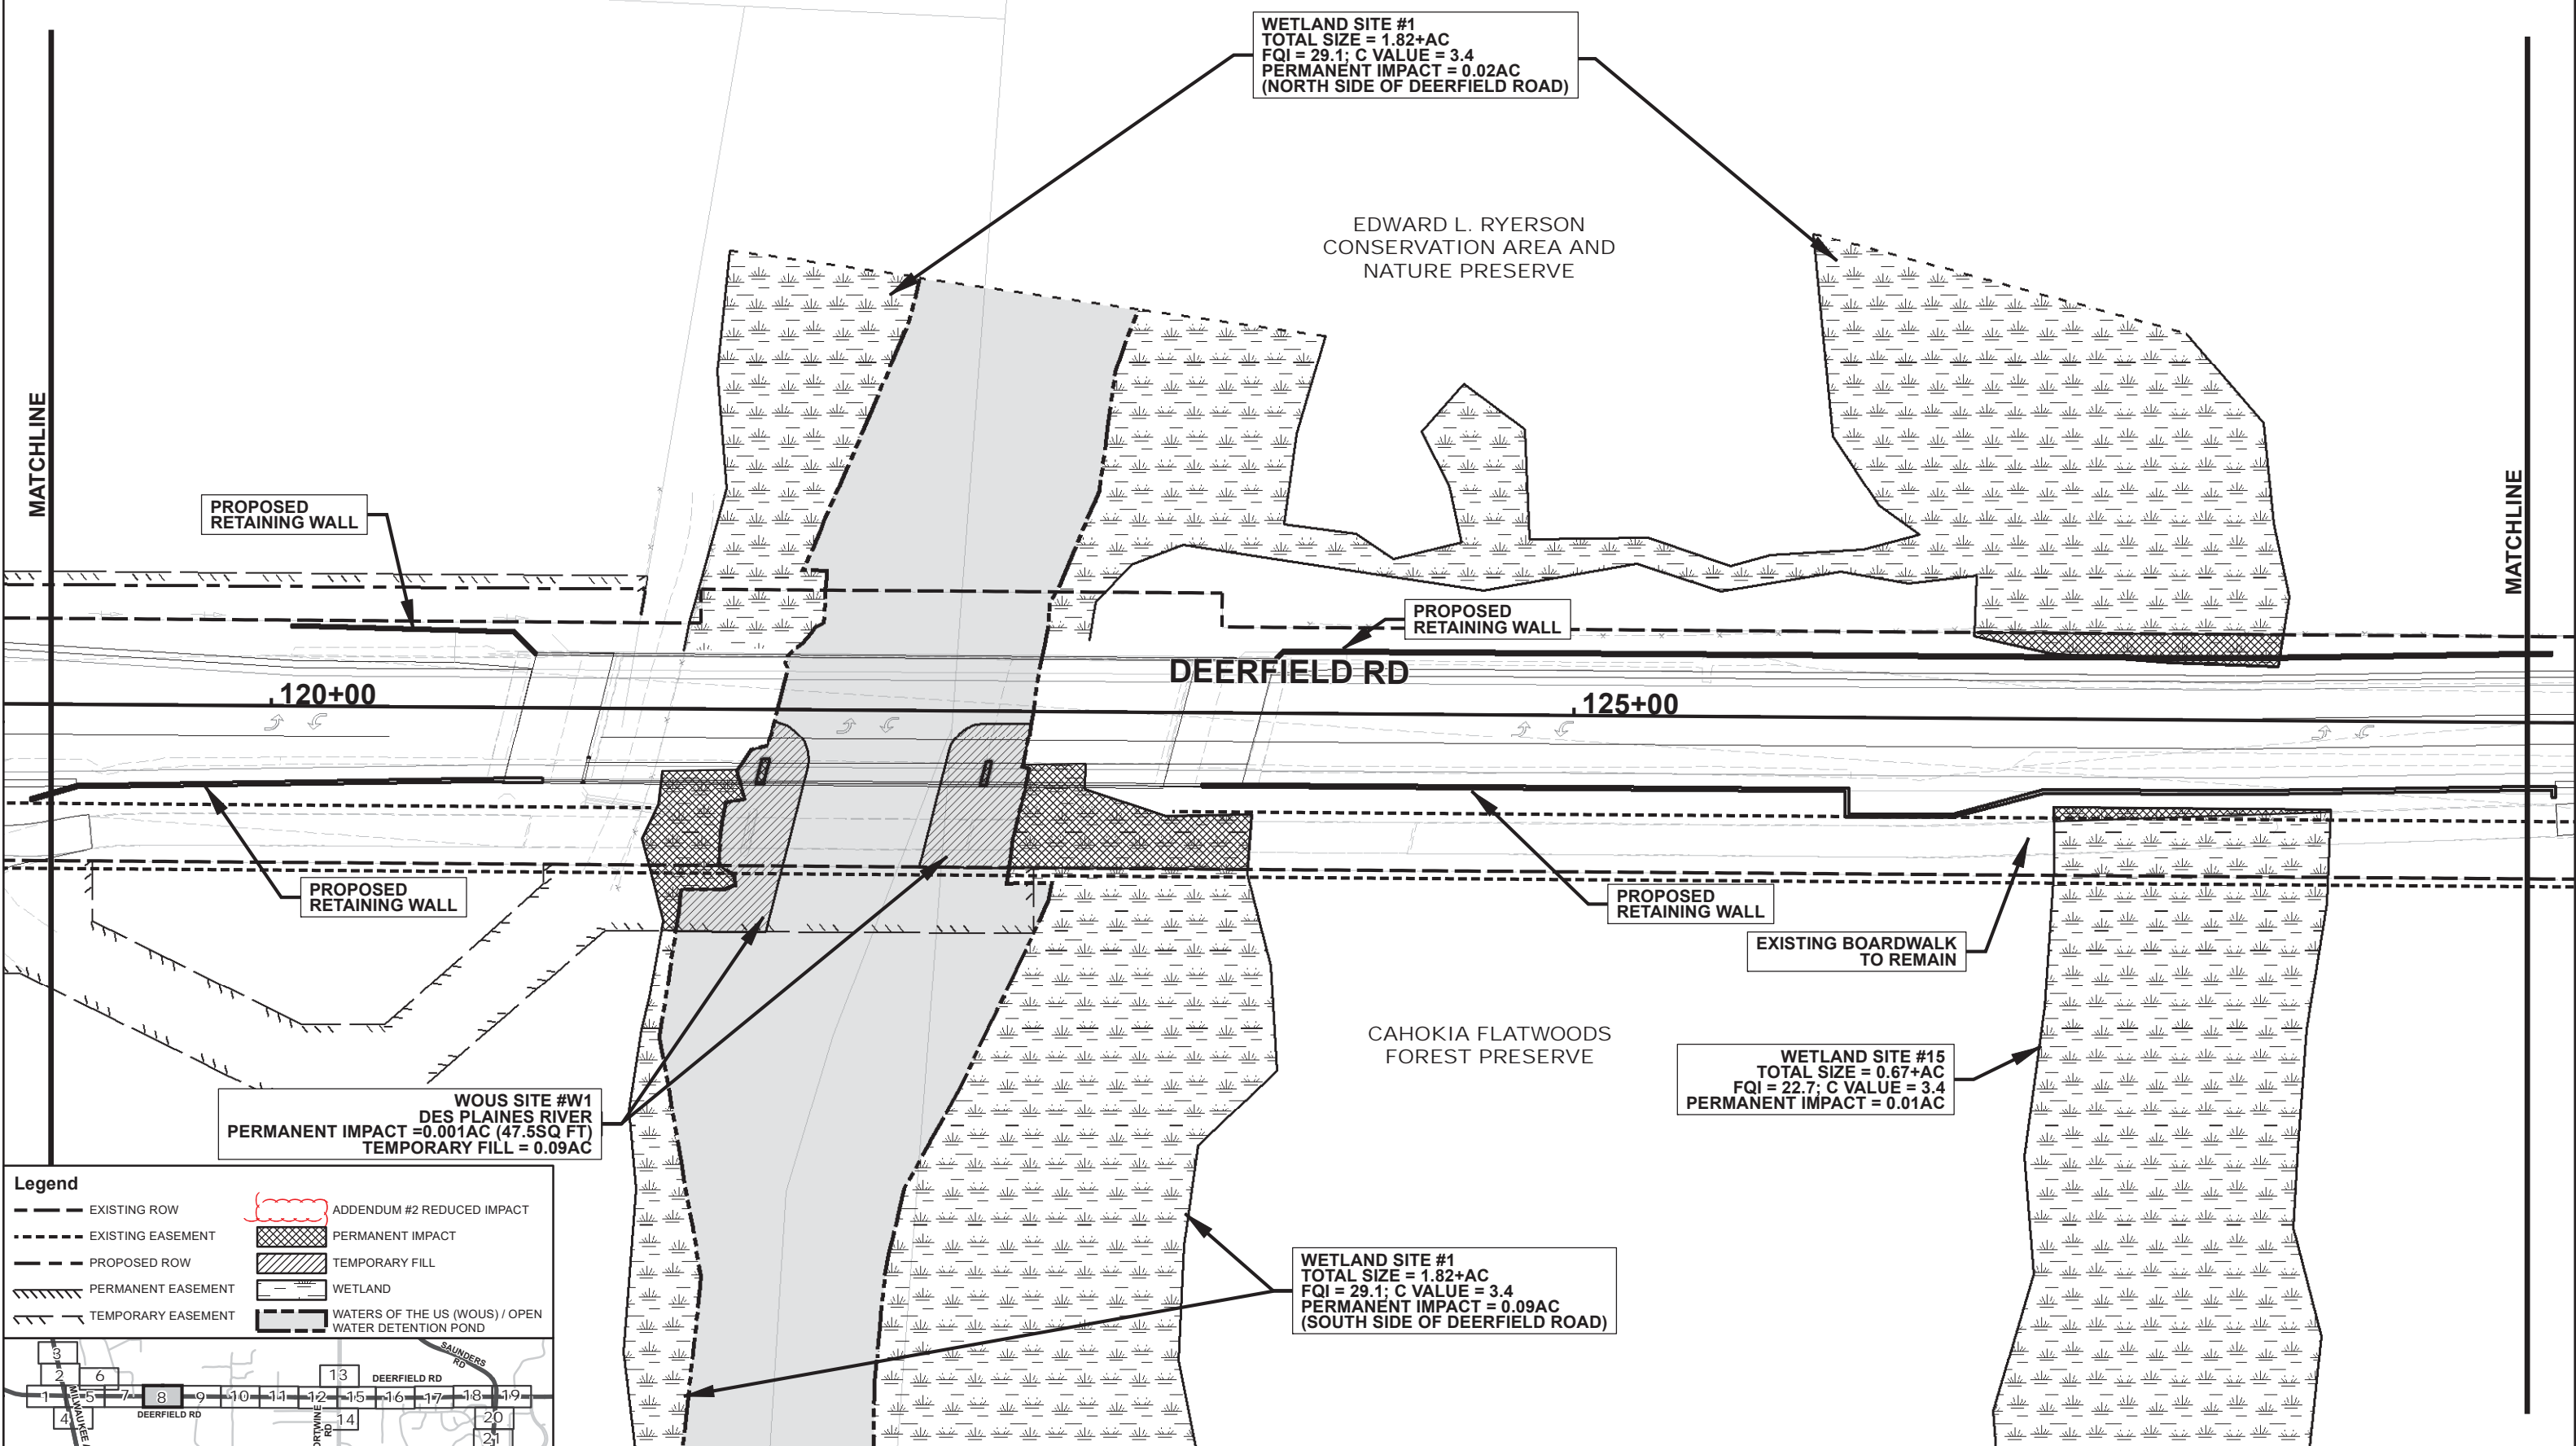 WETLAND SITE #1
TOTAL SIZE = 1.82+AC
FQI = 29.1; C VALUE = 3.4
PERMANENT IMPACT = 0.02AC
(NORTH SIDE OF DEERFIELD ROAD)
EDWARD L. RYERSON
CONSERVATION AREA AND
NATURE PRESERVE
MATCHLINE
MATCHLINE
PROPOSED
RETAINING WALL
PROPOSED
RETAINING WALL
DEERFIELD RD
120+00
125+00
PROPOSED
RETAINING WALL
PROPOSED
RETAINING WALL
EXISTING BOARDWALK
TO REMAIN
CAHOKIA FLATWOODS
FOREST PRESERVE
WETLAND SITE #15
TOTAL SIZE = 0.67+AC
FQI = 22.7; C VALUE = 3.4
PERMANENT IMPACT = 0.01AC
WOUS SITE #W1
DES PLAINES RIVER
PERMANENT IMPACT =0.001AC (47.5SQ FT)
TEMPORARY FILL = 0.09AC
WETLAND SITE #1
TOTAL SIZE = 1.82+AC
FQI = 29.1; C VALUE = 3.4
PERMANENT IMPACT = 0.09AC
(SOUTH SIDE OF DEERFIELD ROAD)
Legend
EXISTING ROW
EXISTING EASEMENT
PROPOSED ROW
PERMANENT EASEMENT
TEMPORARY EASEMENT
ADDENDUM #2 REDUCED IMPACT
PERMANENT IMPACT
TEMPORARY FILL
WETLAND
WATERS OF THE US (WOUS) / OPEN
WATER DETENTION POND
SAUNDERS
RD
3
2 6 13 DEERFIELD RD
1 5 7 8 9 10 11 12 15 16 17 18 19
4 DEERFIELD RD 14 20
21
MILWAUKEE
RD